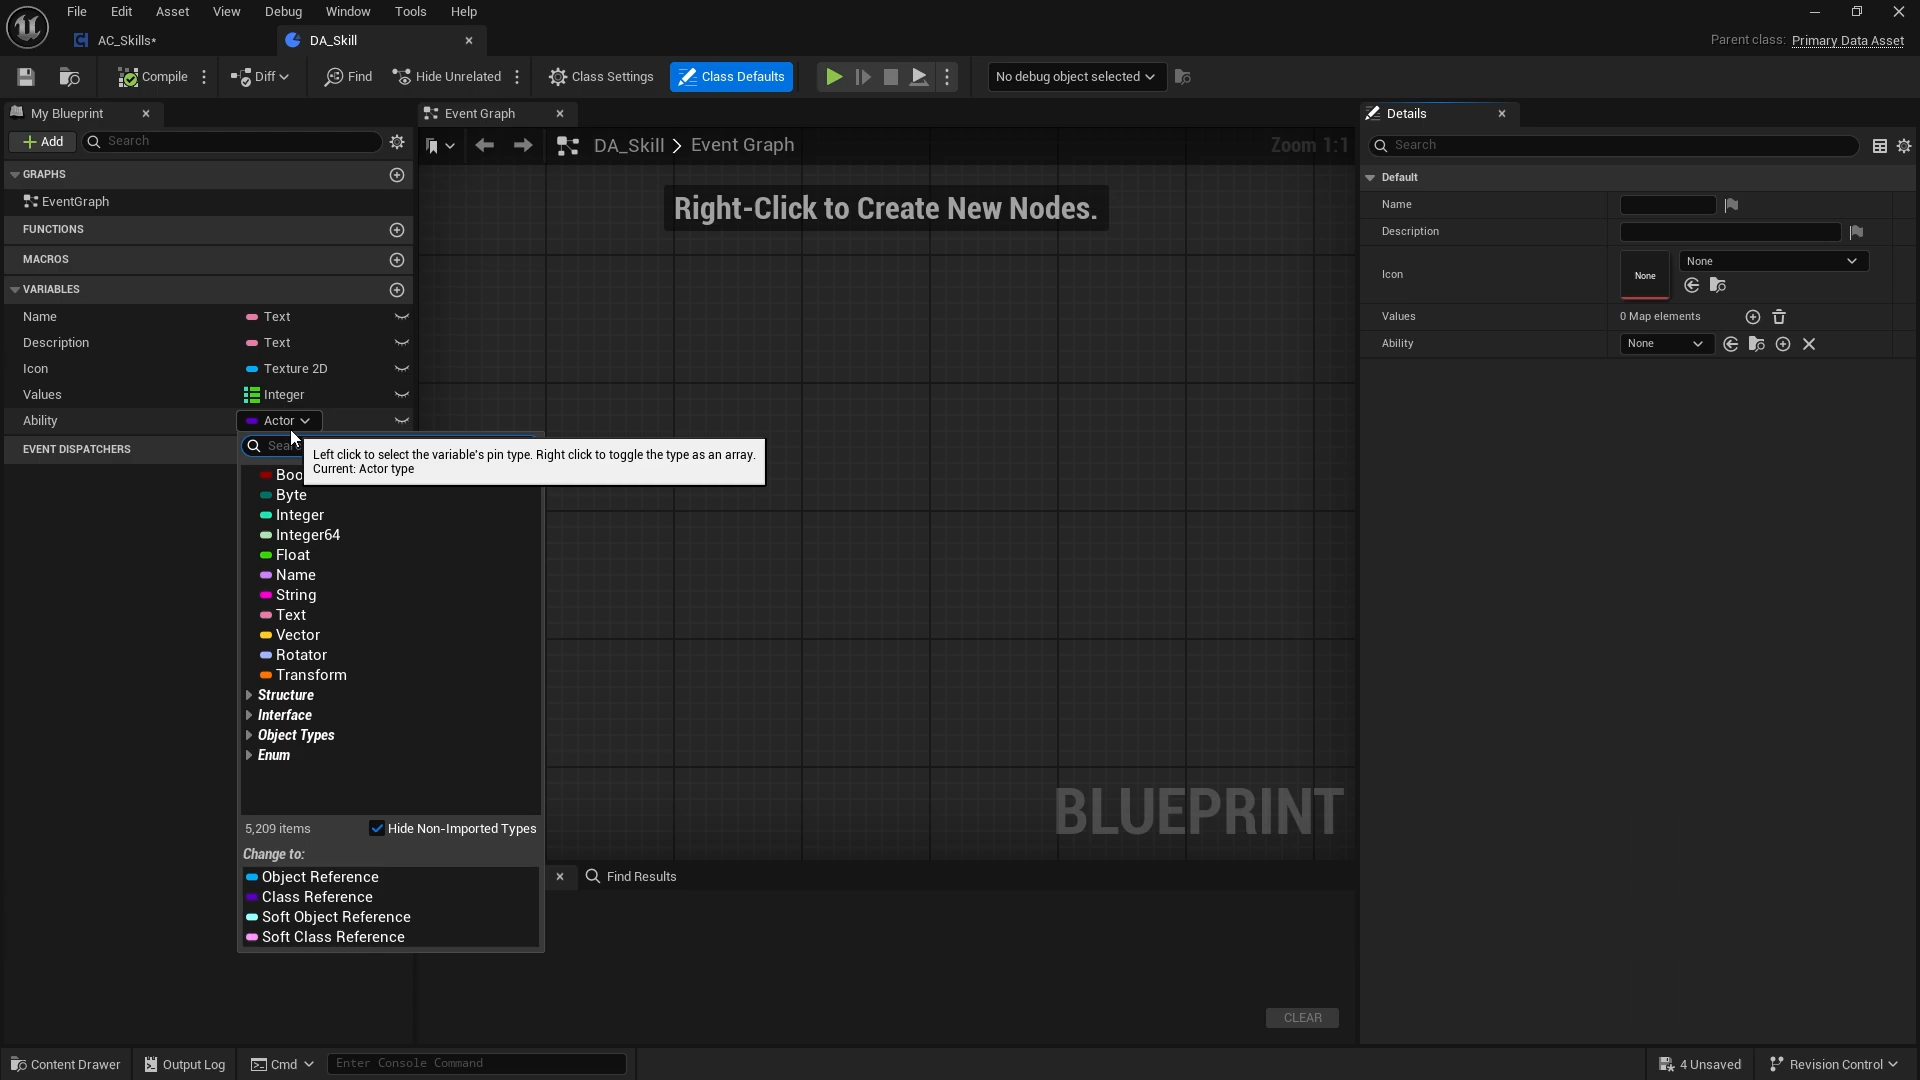 File Edit Asset View Debug Window Tools Help
AC_Skills*
DA_Skill
Parent class: Primary Data Asset
Compile
Diff
Find
Hide Unrelated
Class Settings
Class Defaults
No debug object selected
My Blueprint
Event Graph
Details
Add
Search
DA_Skill > Event Graph
Zoom 1:1
Search
GRAPHS
EventGraph
FUNCTIONS
MACROS
VARIABLES
Name Text
Description Text
Icon Texture 2D
Values Integer
Ability Actor
EVENT DISPATCHERS
Right-Click to Create New Nodes.
Left click to select the variable's pin type. Right click to toggle the type as an array.
Current: Actor type
Byte
Integer
Integer64
Float
Name
String
Text
Vector
Rotator
Transform
Structure
Interface
Object Types
Enum
5,209 items
Hide Non-Imported Types
Change to:
Object Reference
Class Reference
Soft Object Reference
Soft Class Reference
BLUEPRINT
Find Results
CLEAR
Default
Name
Description
Icon
None
None
Values 0 Map elements
Ability None
Content Drawer
Output Log
Cmd
Enter Console Command
4 Unsaved
Revision Control